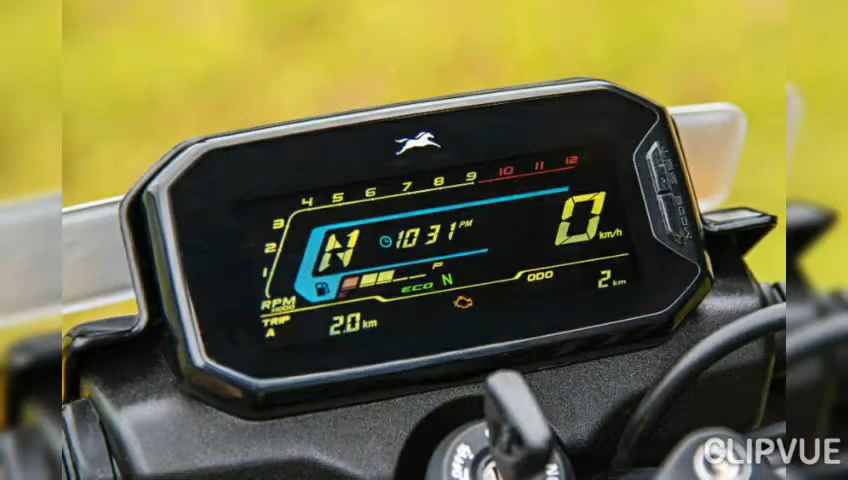 4 5 6 7 8 9 10 11 12
3
2
1
N
10 31 PM
0 km/h
F
ECO N
RPM
x1000
TRIP
A
2.0 km
ODO
2 km
CLIPVUE